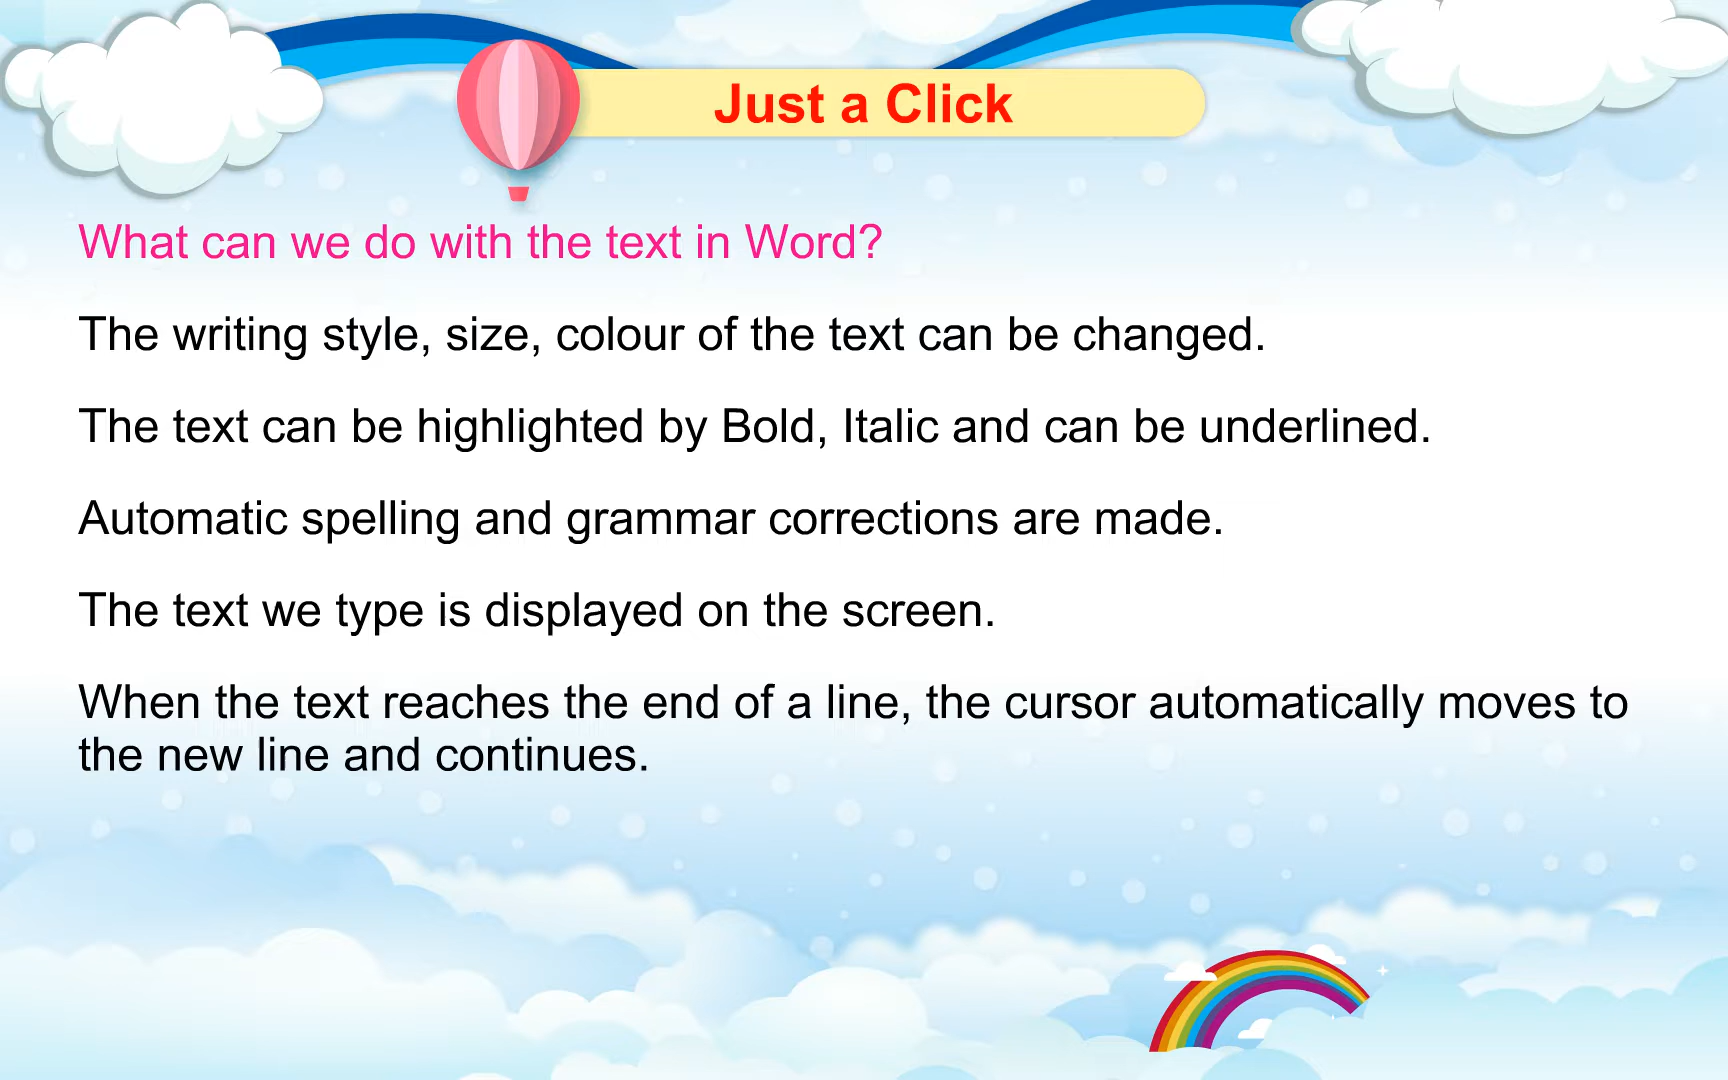 Just a Click
What can we do with the text in Word?
The writing style, size, colour of the text can be changed.
The text can be highlighted by Bold, Italic and can be underlined.
Automatic spelling and grammar corrections are made.
The text we type is displayed on the screen.
When the text reaches the end of a line, the cursor automatically moves to
the new line and continues.